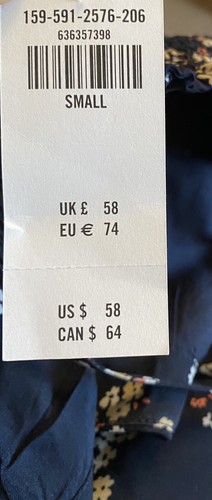 159-591-2576-206
636357398
SMALL
UK £ 58
EU € 74
US $ 58
CAN $ 64